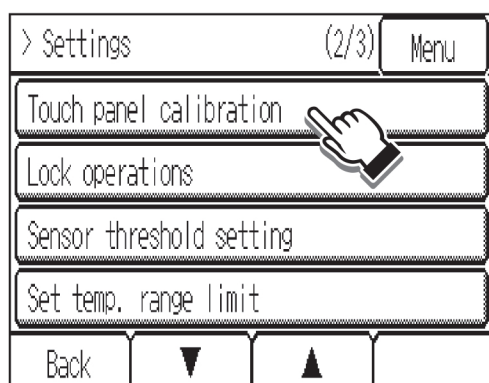 > Settings (2/3) Menu
Touch panel calibration
Lock operations
Sensor threshold setting
Set temp. range limit
Back ▼ ▲